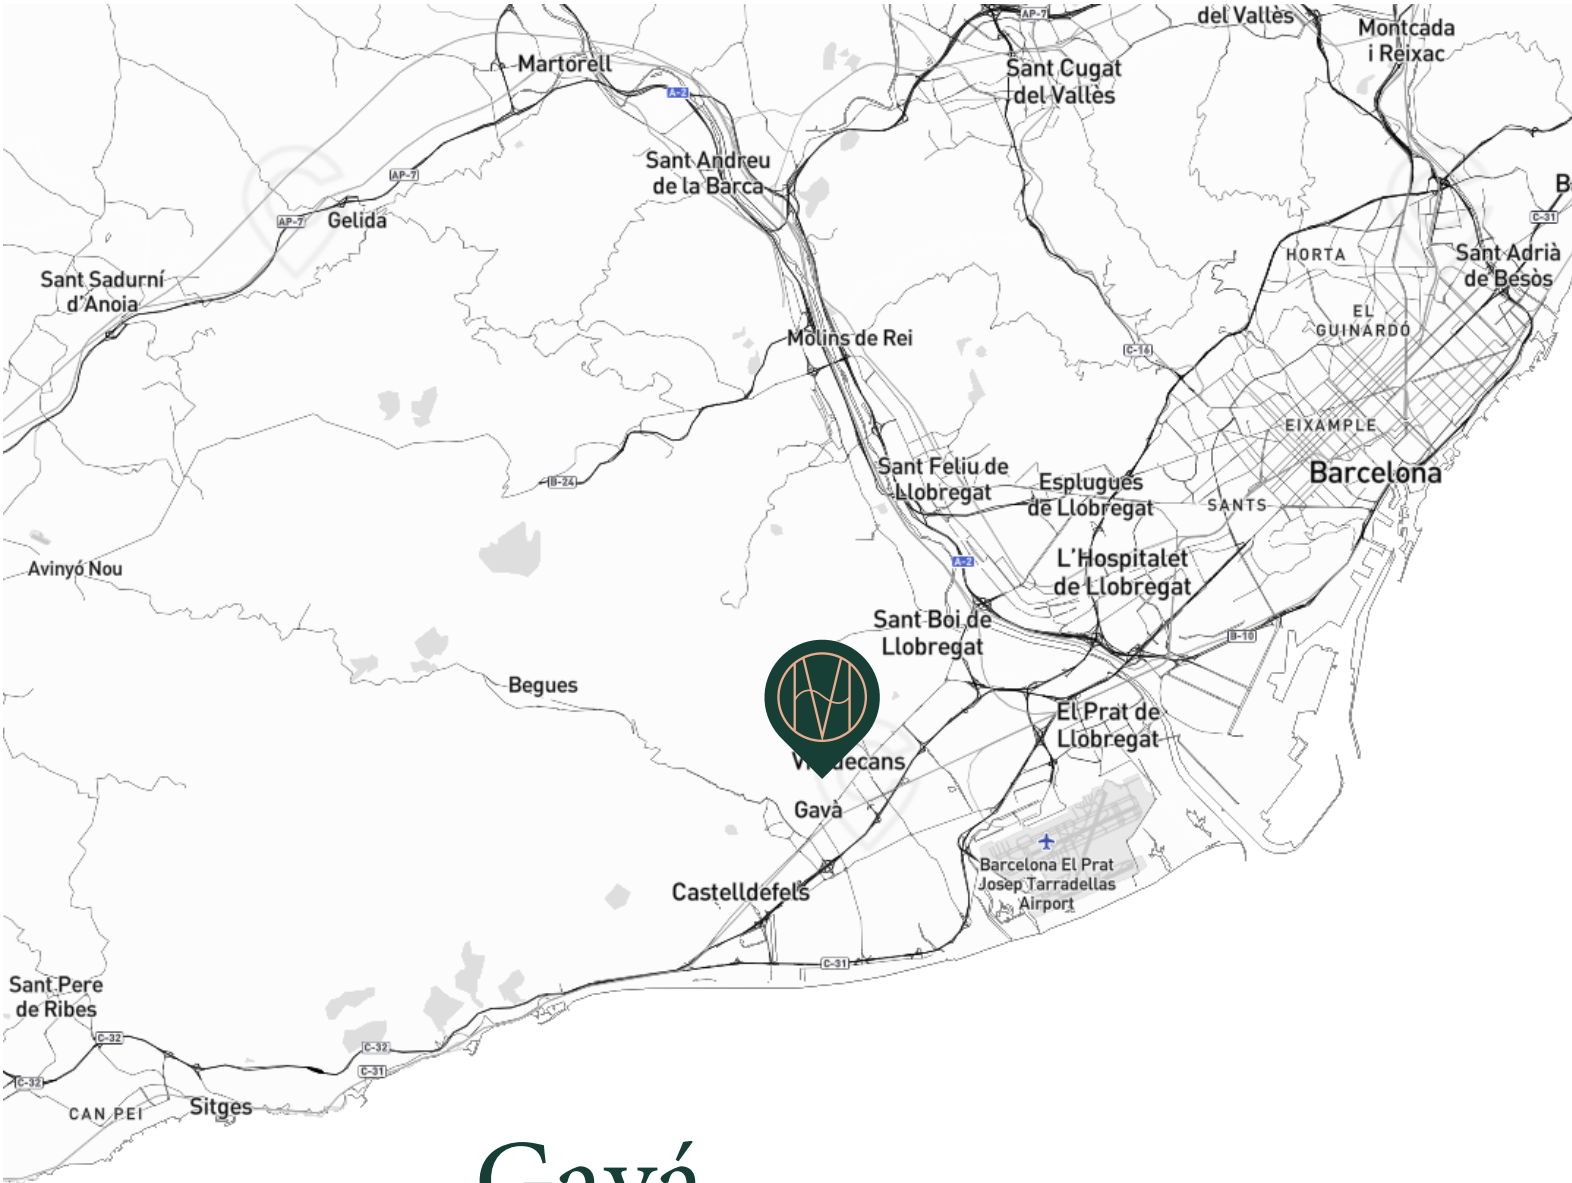 AP-7
del Vallès
Montcada
i Reixac
Martorell
Sant Cugat
del Vallès
A-2
Sant Andreu
de la Barca
AP-7
AP-7
Gelida
C-31
Sant Sadurní
d'Anoia
HORTA
Sant Adrià
de Besòs
EL
GUINARDÓ
Molins de Rei
C-16
EIXAMPLE
Barcelona
Sant Feliu de
Llobregat
Esplugues
de Llobregat
B-24
SANTS
A-2
L'Hospitalet
de Llobregat
Avinyó Nou
Sant Boi de
Llobregat
B-10
Begues
El Prat de
Llobregat
Gavà
Barcelona El Prat
Josep Tarradellas
Airport
Castelldefels
C-31
Sant Pere
de Ribes
C-32
C-32
C-31
C-32
CAN PEI
Sitges
Gavá